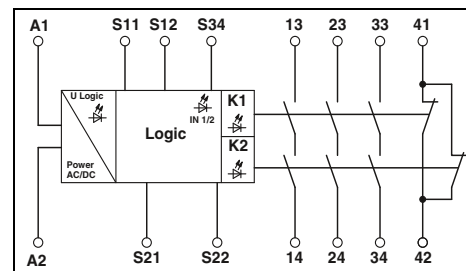 A1 S11 S12 S34 13 23 33 41
U Logic
IN 1/2
K1
Logic
K2
Power
AC/DC
A2 S21 S22 14 24 34 42